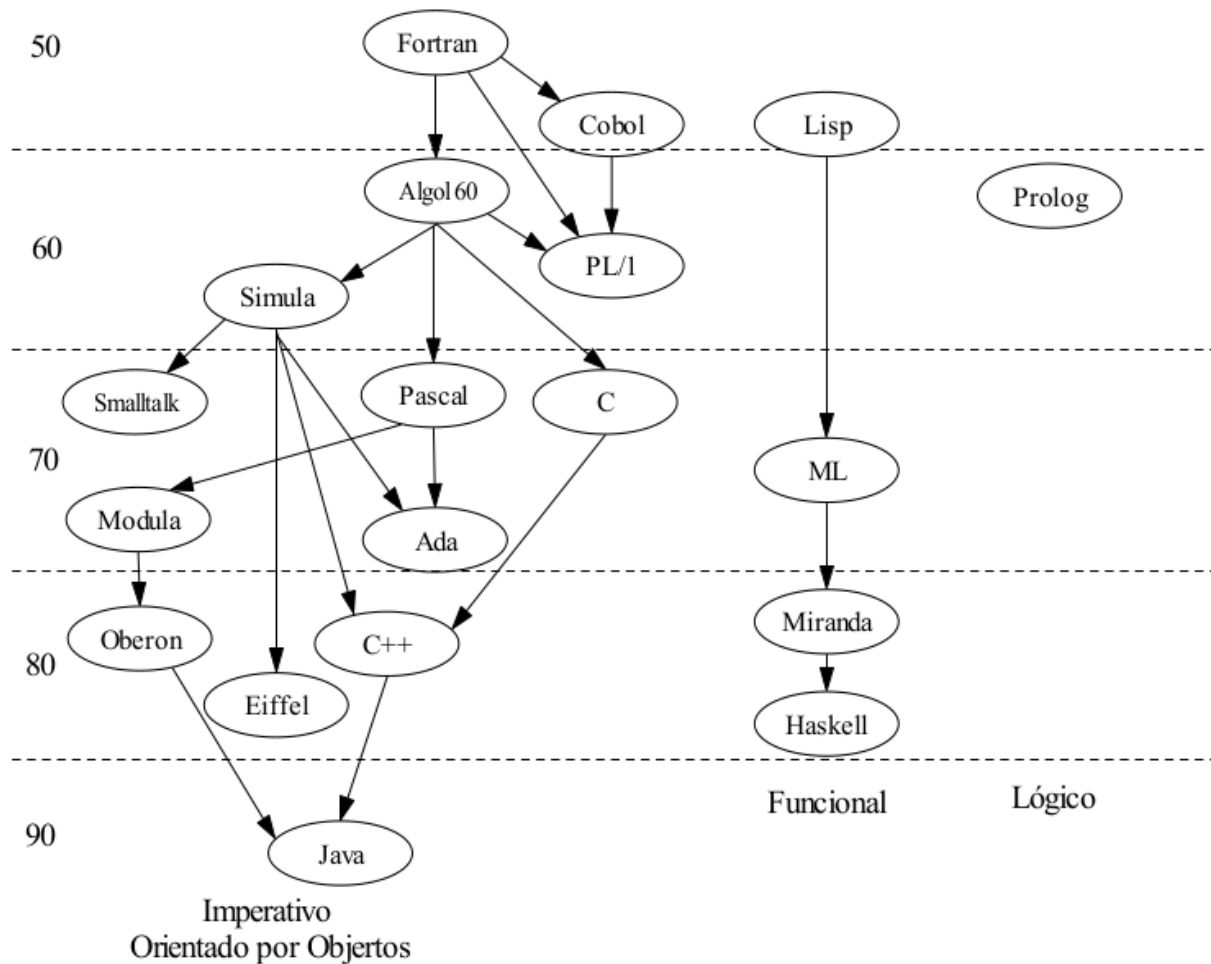 50
Fortran
Cobol
Lisp
Algol 60
Prolog
60
PL/1
Simula
Smalltalk
Pascal
C
70
ML
Modula
Ada
Oberon
C++
Miranda
80
Eiffel
Haskell
Funcional
Lógico
90
Java
Imperativo
Orientado por Objertos